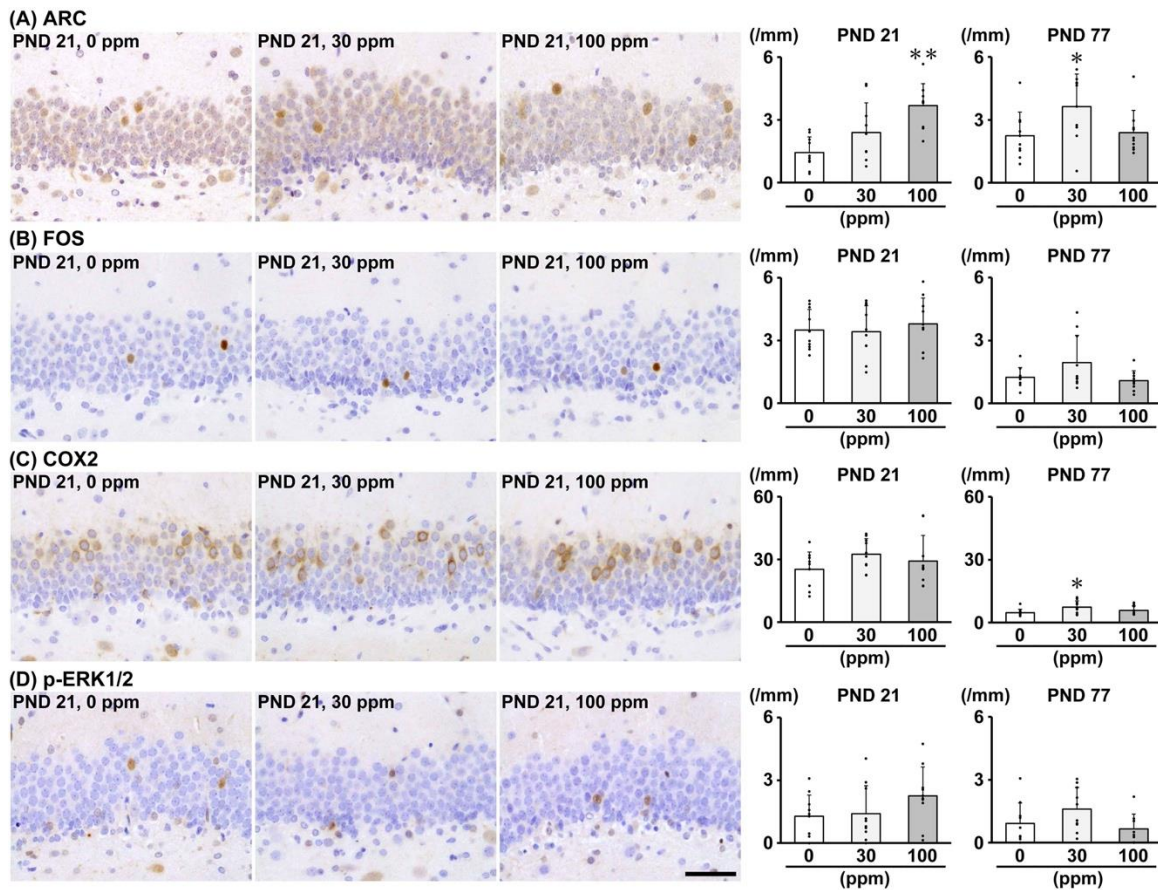 (A) ARC
PND 21, 0 ppm PND 21, 30 ppm PND 21, 100 ppm
(/mm) PND 21 (/mm) PND 77
6 ** 6 *
3 3
0 0
0 30 100 0 30 100
(ppm) (ppm)
(B) FOS
PND 21, 0 ppm PND 21, 30 ppm PND 21, 100 ppm
(/mm) PND 21 (/mm) PND 77
6 6
3 3
0 0
0 30 100 0 30 100
(ppm) (ppm)
(C) COX2
PND 21, 0 ppm PND 21, 30 ppm PND 21, 100 ppm
(/mm) PND 21 (/mm) PND 77
60 60
30 30
*
0 0
0 30 100 0 30 100
(ppm) (ppm)
(D) p-ERK1/2
PND 21, 0 ppm PND 21, 30 ppm PND 21, 100 ppm
(/mm) PND 21 (/mm) PND 77
6 6
3 3
0 0
0 30 100 0 30 100
(ppm) (ppm)